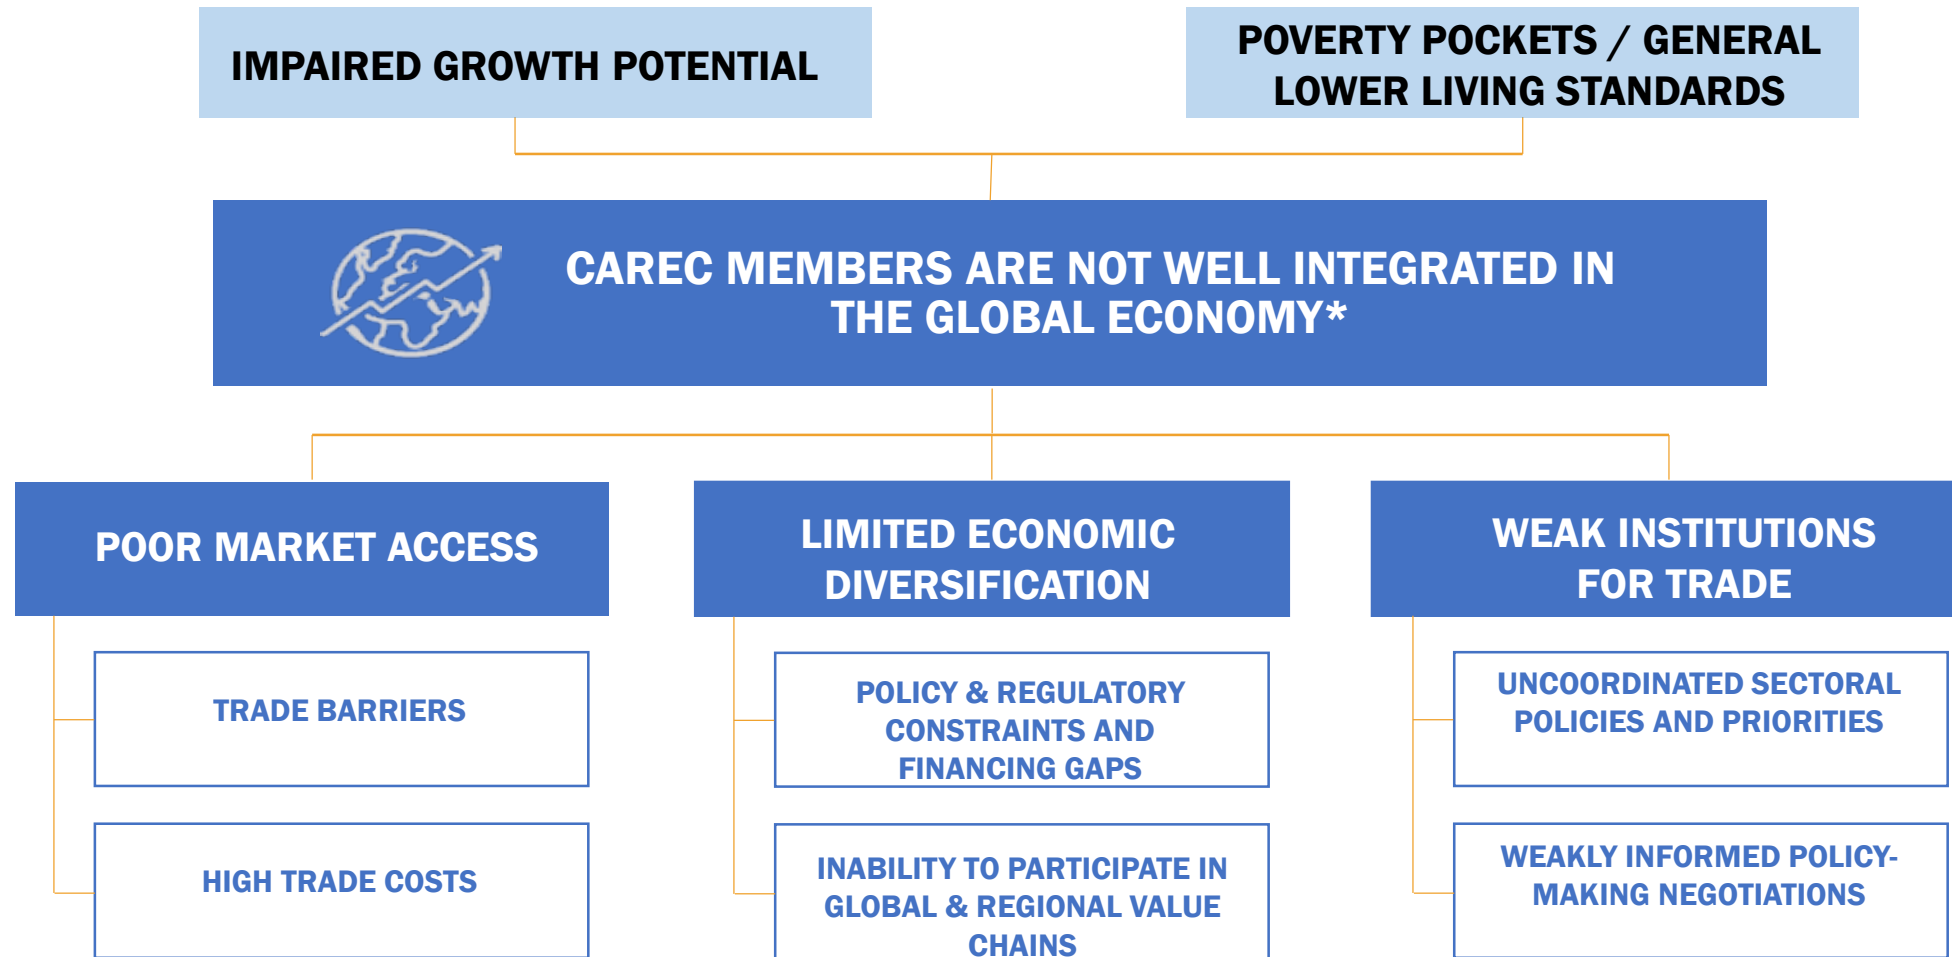 IMPAIRED GROWTH POTENTIAL
POVERTY POCKETS / GENERAL
LOWER LIVING STANDARDS
CAREC MEMBERS ARE NOT WELL INTEGRATED IN
THE GLOBAL ECONOMY*
POOR MARKET ACCESS
TRADE BARRIERS
HIGH TRADE COSTS
LIMITED ECONOMIC
DIVERSIFICATION
POLICY & REGULATORY
CONSTRAINTS AND
FINANCING GAPS
INABILITY TO PARTICIPATE IN
GLOBAL & REGIONAL VALUE
CHAINS
WEAK INSTITUTIONS
FOR TRADE
UNCOORDINATED SECTORAL
POLICIES AND PRIORITIES
WEAKLY INFORMED POLICY-
MAKING NEGOTIATIONS